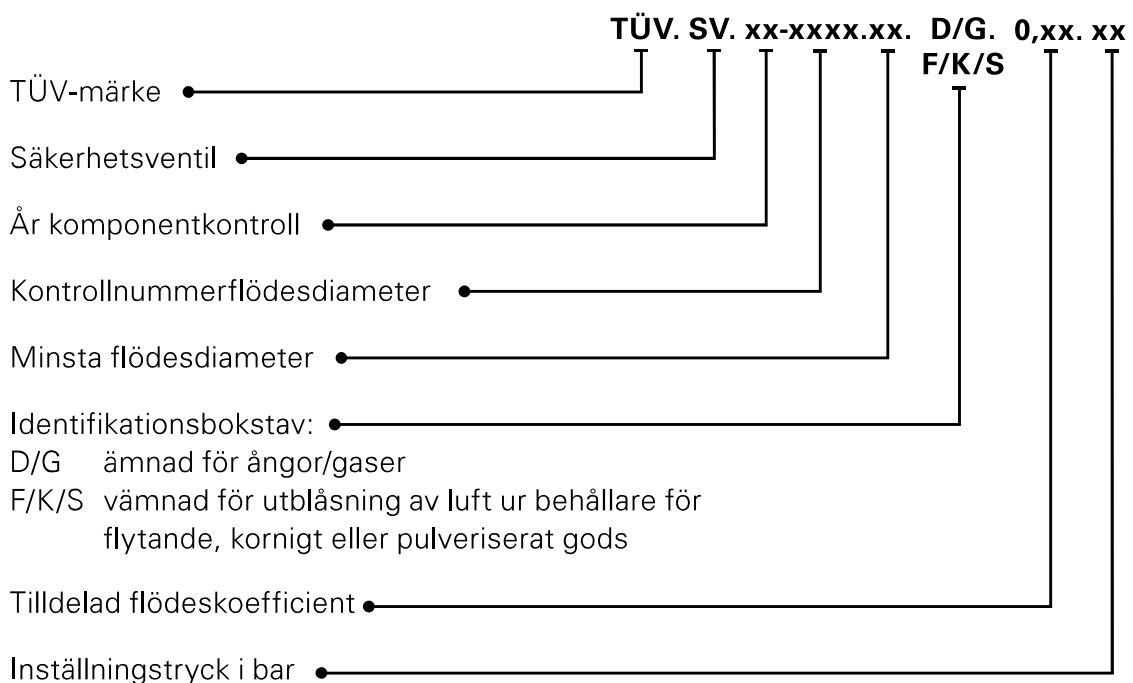 TÜV. SV. xx-xxxx.xx. D/G. 0,xx. xx
F/K/S
TÜV-märke
Säkerhetsventil
År komponentkontroll
Kontrollnummerflödesdiameter
Minsta flödesdiameter
Identifikationsbokstav:
D/G ämnad för ångor/gaser
F/K/S vämnad för utblåsning av luft ur behållare för
flytande, kornigt eller pulveriserat gods
Tilldelad flödeskoefficient
Inställningstryck i bar